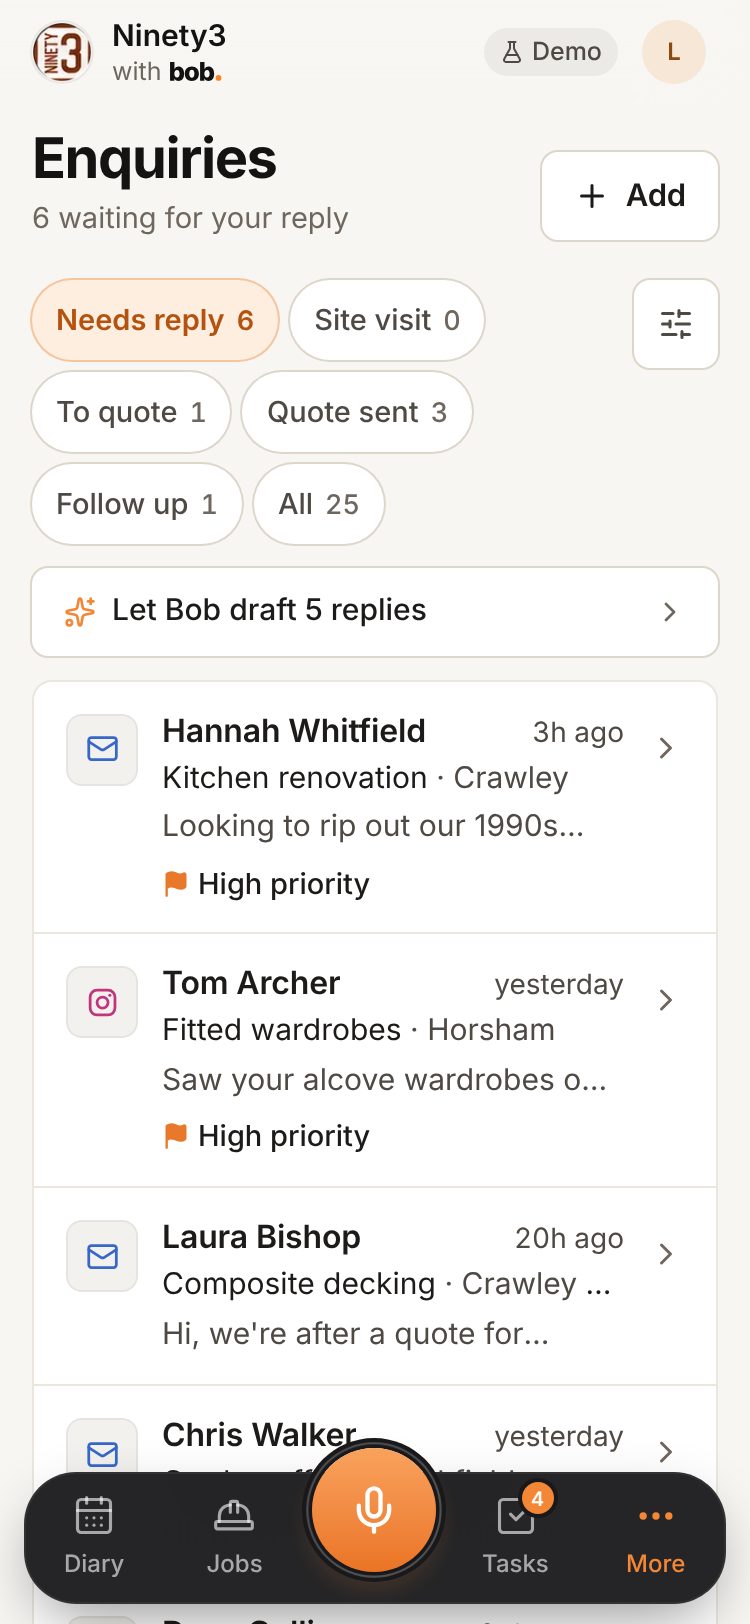 NINETY 3
Ninety3
with bob.
Demo
L
Enquiries
6 waiting for your reply
Add
Needs reply 6
Site visit 0
To quote 1
Quote sent 3
Follow up 1
All 25
Let Bob draft 5 replies
Hannah Whitfield
3h ago
Kitchen renovation · Crawley
Looking to rip out our 1990s...
High priority
Tom Archer
yesterday
Fitted wardrobes · Horsham
Saw your alcove wardrobes o...
High priority
Laura Bishop
20h ago
Composite decking · Crawley ...
Hi, we're after a quote for...
Chris Walker
yesterday
4
Diary
Jobs
Tasks
More